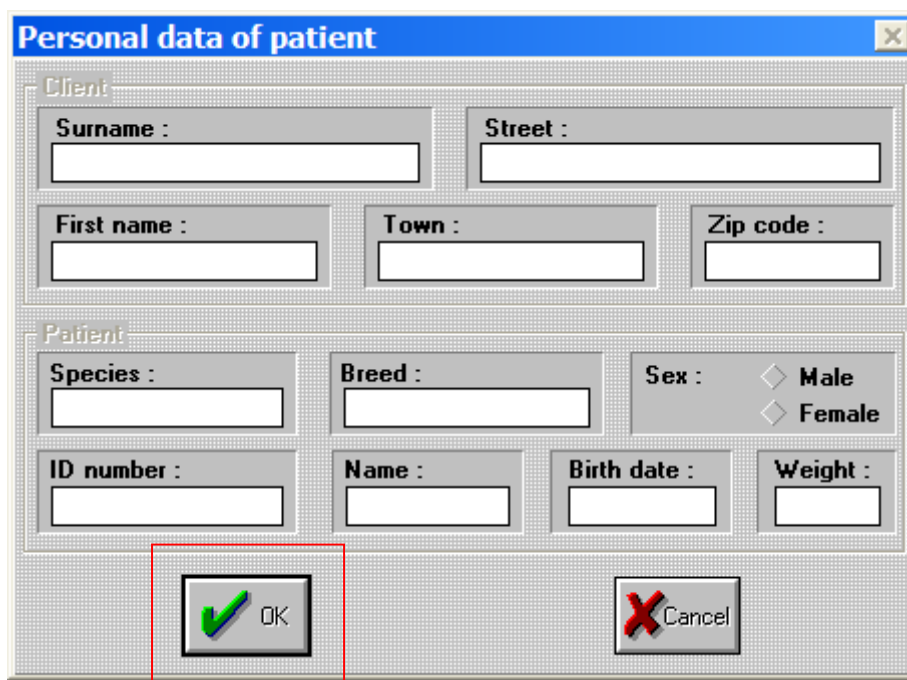 Personal data of patient
Client
Surname :
Street :
First name :
Town :
Zip code :
Patient
Species :
Breed :
Sex :
Male
Female
ID number :
Name :
Birth date :
Weight :
OK
Cancel